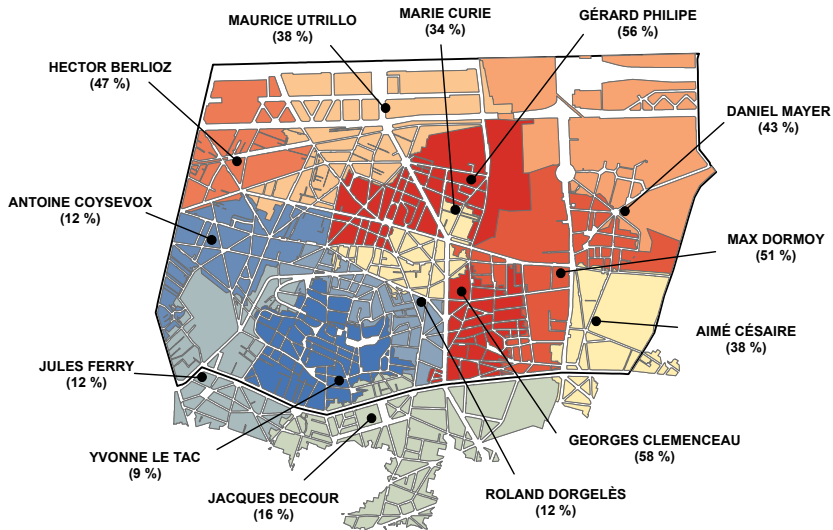 MAURICE UTRILLO
(38 %)
MARIE CURIE
(34 %)
GÉRARD PHILIPE
(56 %)
HECTOR BERLIOZ
(47 %)
DANIEL MAYER
(43 %)
ANTOINE COYSEVOX
(12 %)
MAX DORMOY
(51 %)
AIMÉ CÉSAIRE
(38 %)
JULES FERRY
(12 %)
GEORGES CLEMENCEAU
(58 %)
YVONNE LE TAC
(9 %)
JACQUES DECOUR
(16 %)
ROLAND DORGELÈS
(12 %)